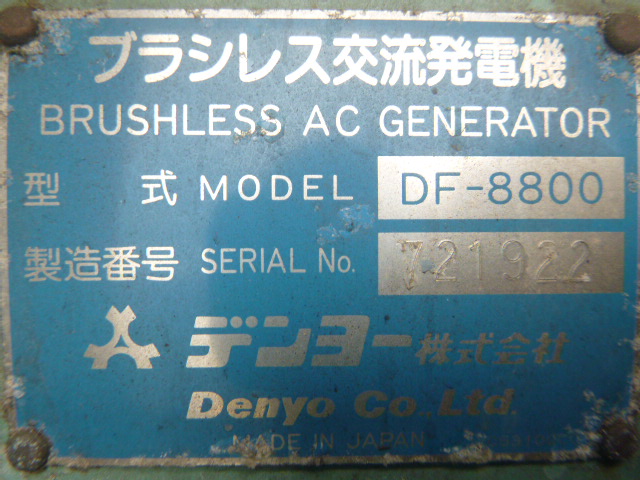 ブラシレス交流発電機
BRUSHLESS AC GENERATOR
型 式 MODEL DF-8800
製造番号 SERIAL No. 721922
デンヨー株式会社
Denyo Co.,Ltd.
MADE IN JAPAN